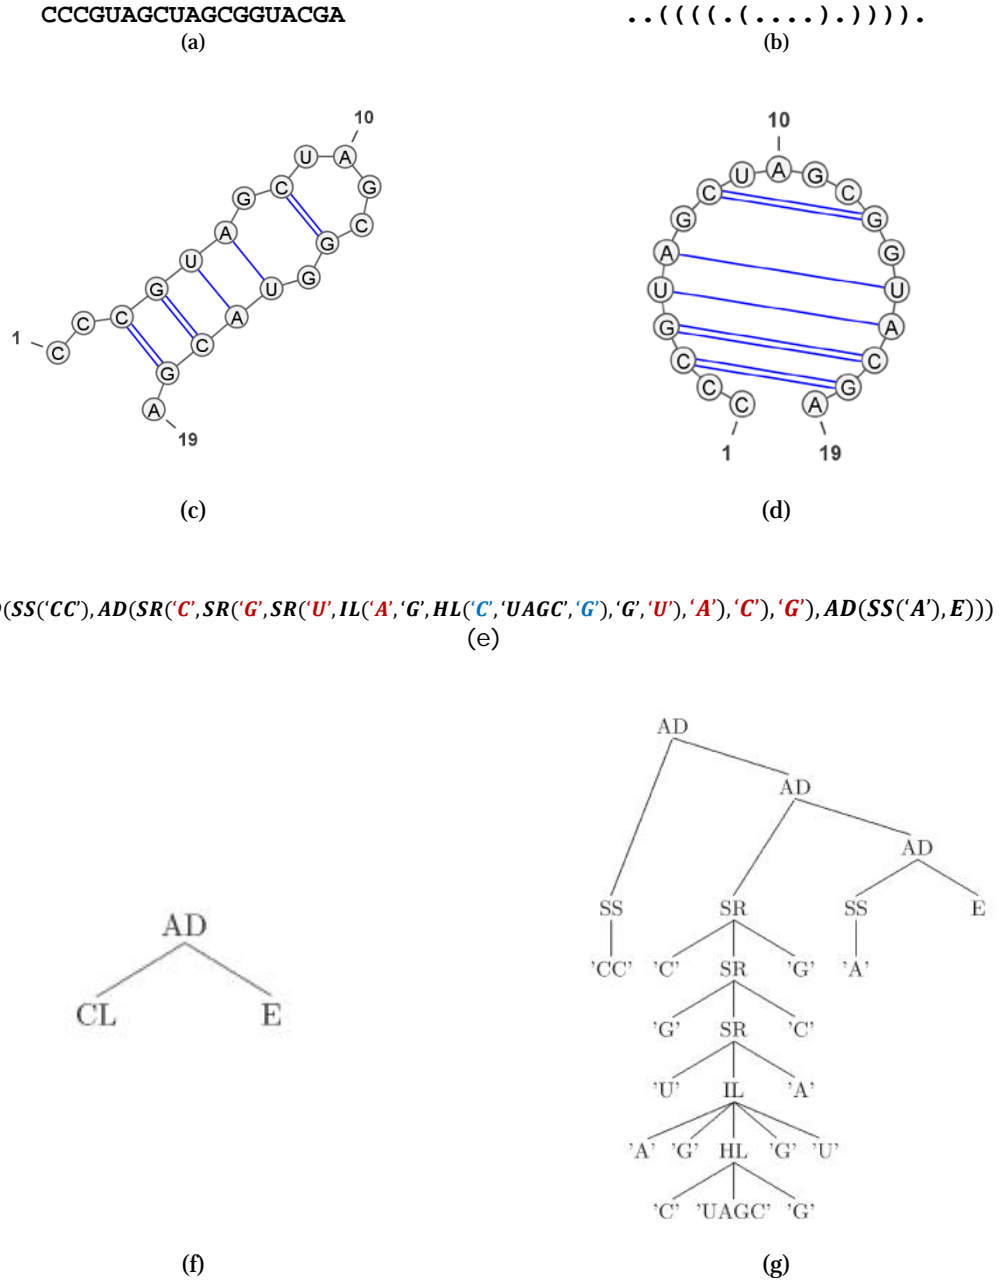 CCCGUAGCUAGCGGUACGA
..((((.(....).)))).
(a)
(b)
10
1
C C C G U A G C U A G C G G U A C G A
19
10
C C C G U A G C U A G C G G U A C G A
1
19
(c)
(d)
(SS(‘CC’),AD(SR(‘C’,SR(‘G’,SR(‘U’,IL(‘A’,‘G’,HL(‘C’,‘UAGC’,‘G’),‘G’,‘U’),‘A’),‘C’),‘G’),AD(SS(‘A’),E)))
(e)
AD
CL E
AD
AD
AD
SS SR SS E
'CC' 'C' SR 'G' 'A'
'G' SR 'C'
'U' IL 'A'
'A' 'G' HL 'G' 'U'
'C' 'UAGC' 'G'
(f)
(g)